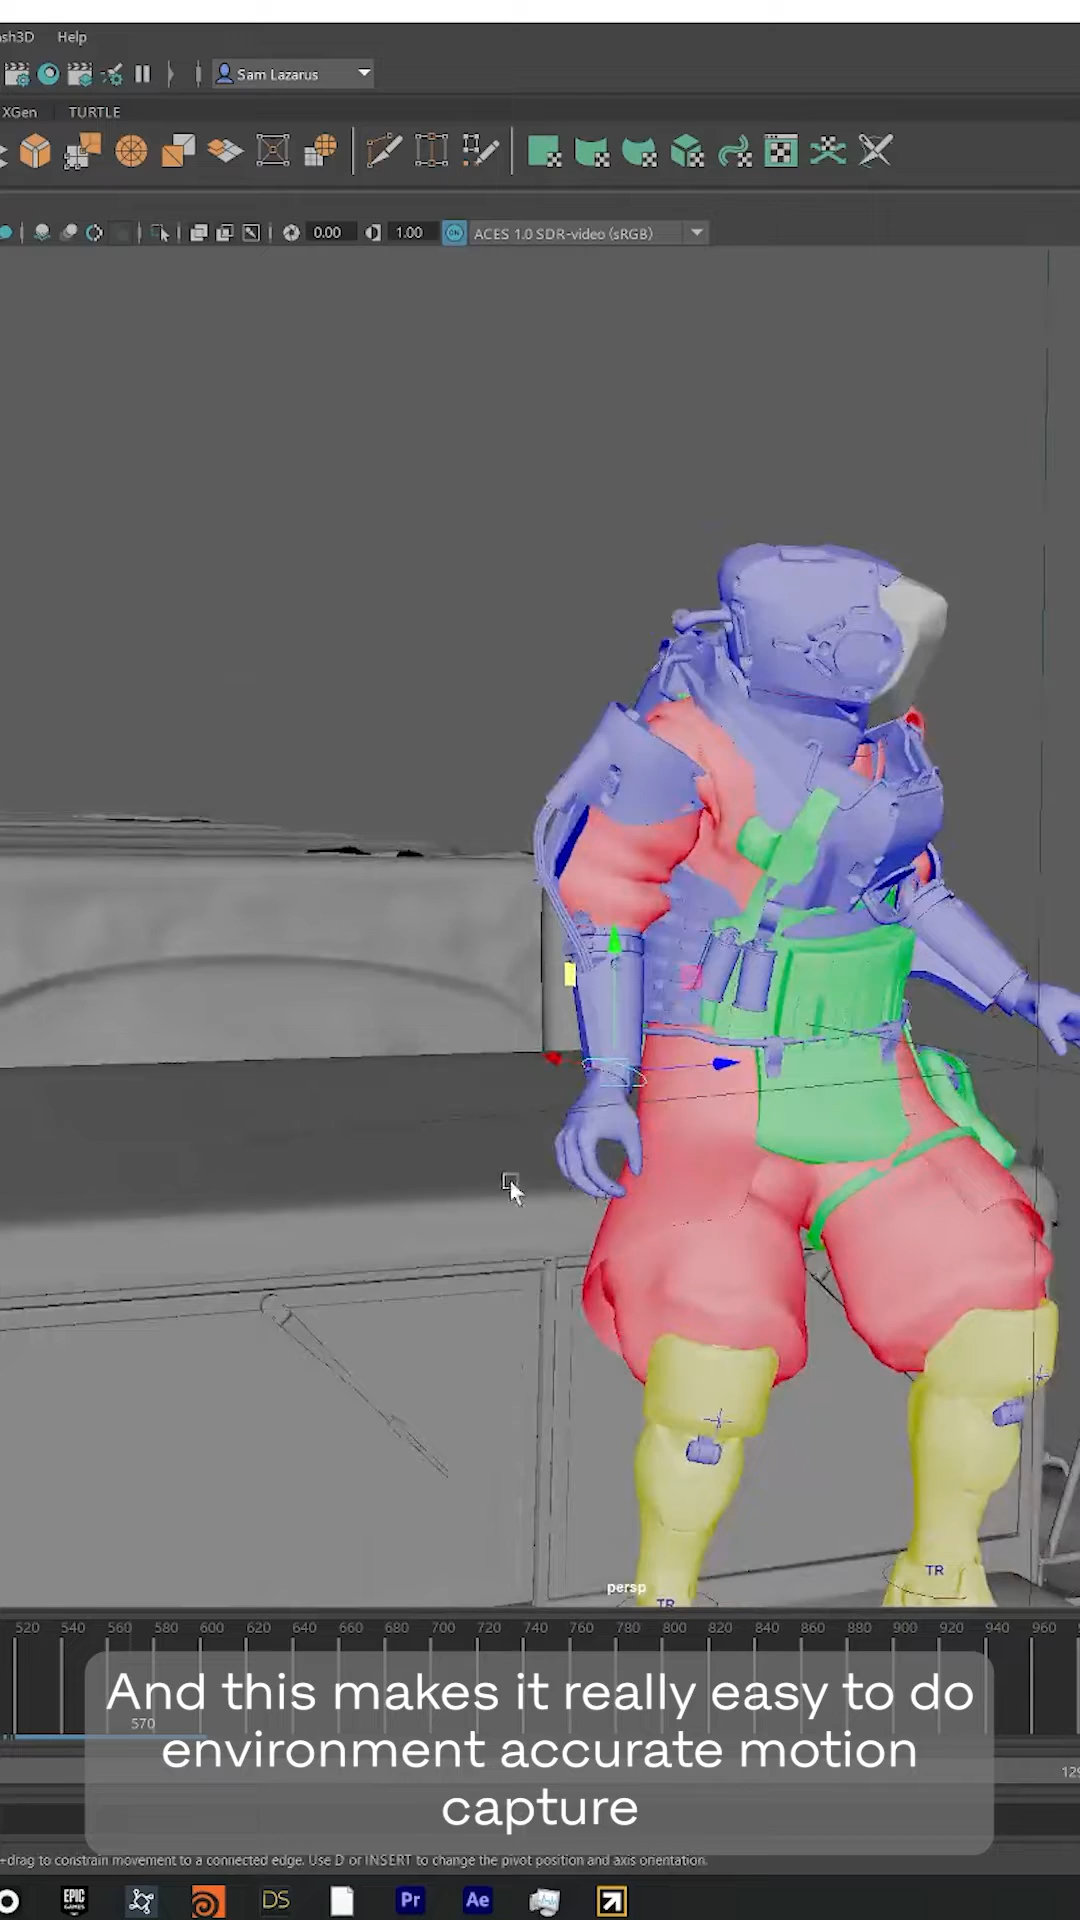 ash3D Help
Sam Lazarus
XGen TURTLE
0.00 1.00 ON ACES 1.0 SDR-video (sRGB)
TR
persp
TR
520 540 560 580 600 620 640 660 680 700 720 740 760 780 800 820 840 860 880 900 920 940 960
And this makes it really easy to do
570
environment accurate motion
capture
129
-drag to constrain movement to a connected edge. Use D or INSERT to change the pivot position and axis orientation.
EPIC GAMES DS Pr Ae